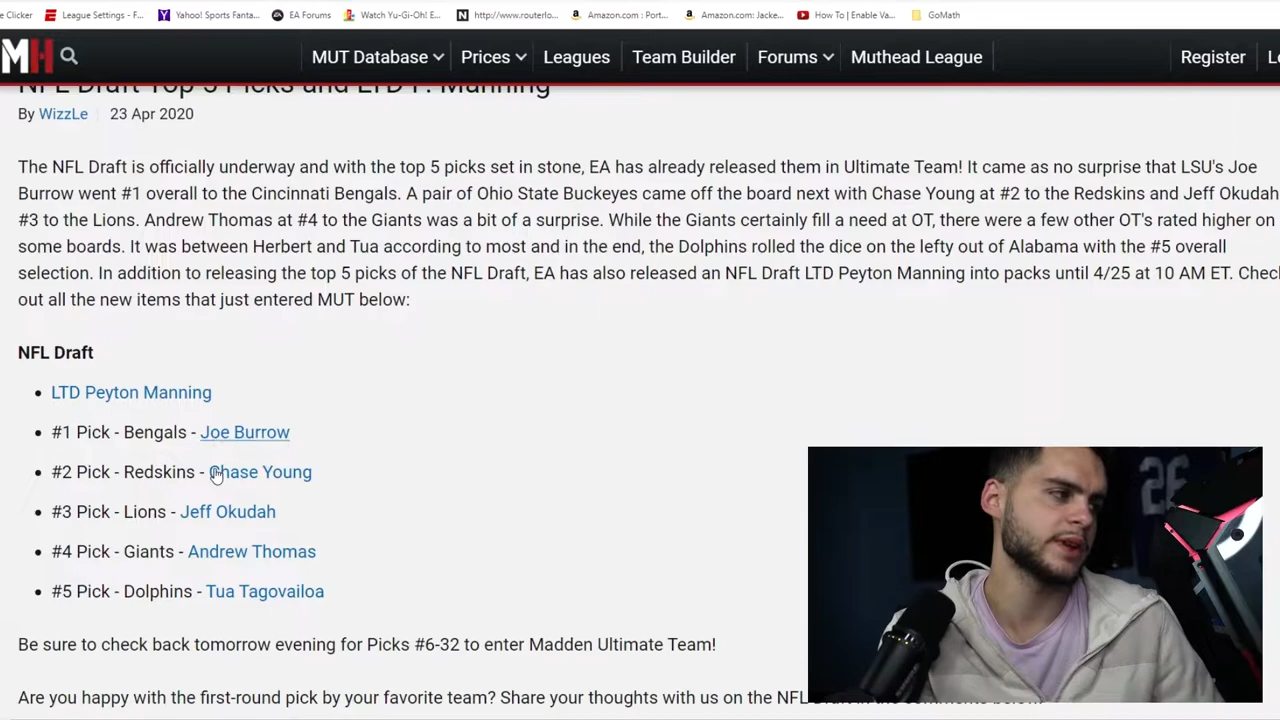 e Clicker League Settings - F... Yahoo! Sports Fanta... EA Forums Watch Yu-Gi-Oh! E... http://www.routerlo... Amazon.com : Port... Amazon.com: Jacke... How To | Enable Va... GoMath
MH MUT Database Prices Leagues Team Builder Forums Muthead League Register L
NFL Draft Top 5 Picks and LTD P. Manning
By WizzLe 23 Apr 2020
The NFL Draft is officially underway and with the top 5 picks set in stone, EA has already released them in Ultimate Team! It came as no surprise that LSU's Joe
Burrow went #1 overall to the Cincinnati Bengals. A pair of Ohio State Buckeyes came off the board next with Chase Young at #2 to the Redskins and Jeff Okudah
#3 to the Lions. Andrew Thomas at #4 to the Giants was a bit of a surprise. While the Giants certainly fill a need at OT, there were a few other OT's rated higher on
some boards. It was between Herbert and Tua according to most and in the end, the Dolphins rolled the dice on the lefty out of Alabama with the #5 overall
selection. In addition to releasing the top 5 picks of the NFL Draft, EA has also released an NFL Draft LTD Peyton Manning into packs until 4/25 at 10 AM ET. Chec
out all the new items that just entered MUT below:
NFL Draft
• LTD Peyton Manning
• #1 Pick - Bengals - Joe Burrow
• #2 Pick - Redskins - Chase Young
• #3 Pick - Lions - Jeff Okudah
• #4 Pick - Giants - Andrew Thomas
• #5 Pick - Dolphins - Tua Tagovailoa
26
Be sure to check back tomorrow evening for Picks #6-32 to enter Madden Ultimate Team!
Are you happy with the first-round pick by your favorite team? Share your thoughts with us on the NFL